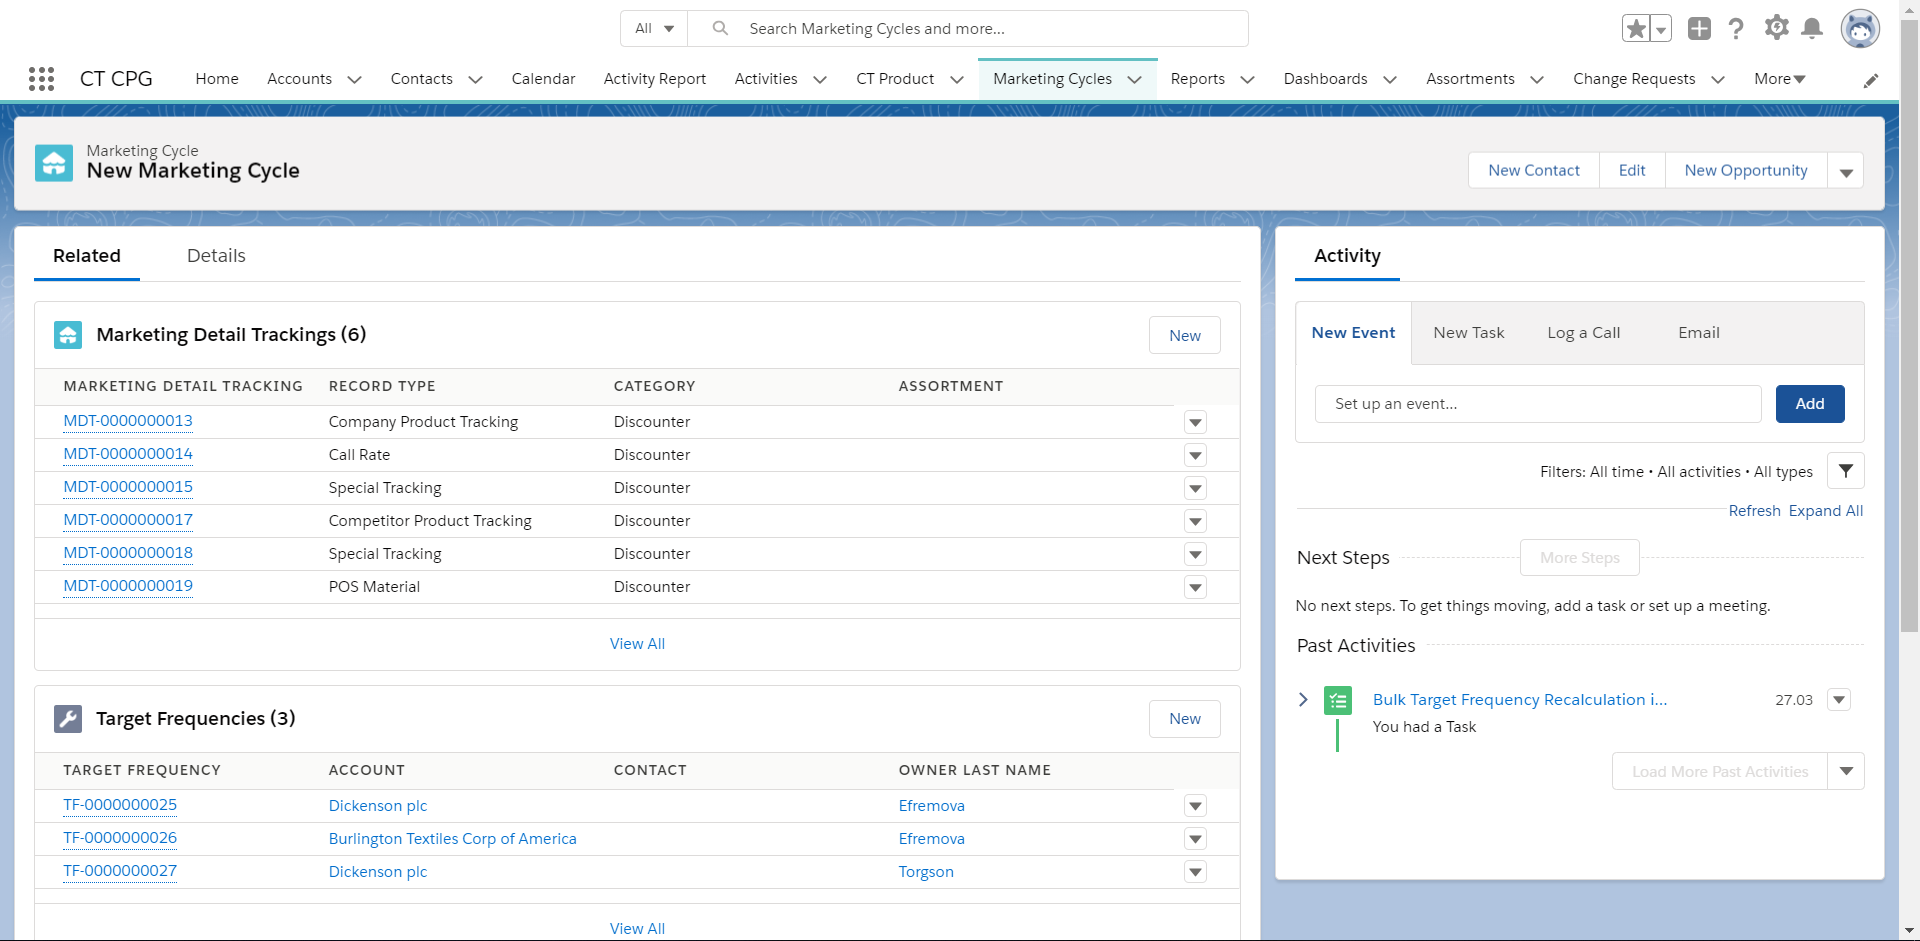 All
Search Marketing Cycles and more...
CT CPG
Home Accounts Contacts Calendar Activity Report Activities CT Product Marketing Cycles Reports Dashboards Assortments Change Requests More
Marketing Cycle
New Marketing Cycle
New Contact Edit New Opportunity
Related Details
Marketing Detail Trackings (6)
New
MARKETING DETAIL TRACKING RECORD TYPE CATEGORY ASSORTMENT
MDT-0000000013 Company Product Tracking Discounter
MDT-0000000014 Call Rate Discounter
MDT-0000000015 Special Tracking Discounter
MDT-0000000017 Competitor Product Tracking Discounter
MDT-0000000018 Special Tracking Discounter
MDT-0000000019 POS Material Discounter
View All
Target Frequencies (3)
New
TARGET FREQUENCY ACCOUNT CONTACT OWNER LAST NAME
TF-0000000025 Dickenson plc Efremova
TF-0000000026 Burlington Textiles Corp of America Efremova
TF-0000000027 Dickenson plc Torgson
View All
Activity
New Event New Task Log a Call Email
Set up an event...
Add
Filters: All time • All activities • All types
Refresh Expand All
Next Steps
More Steps
No next steps. To get things moving, add a task or set up a meeting.
Past Activities
Bulk Target Frequency Recalculation i... 27.03
You had a Task
Load More Past Activities